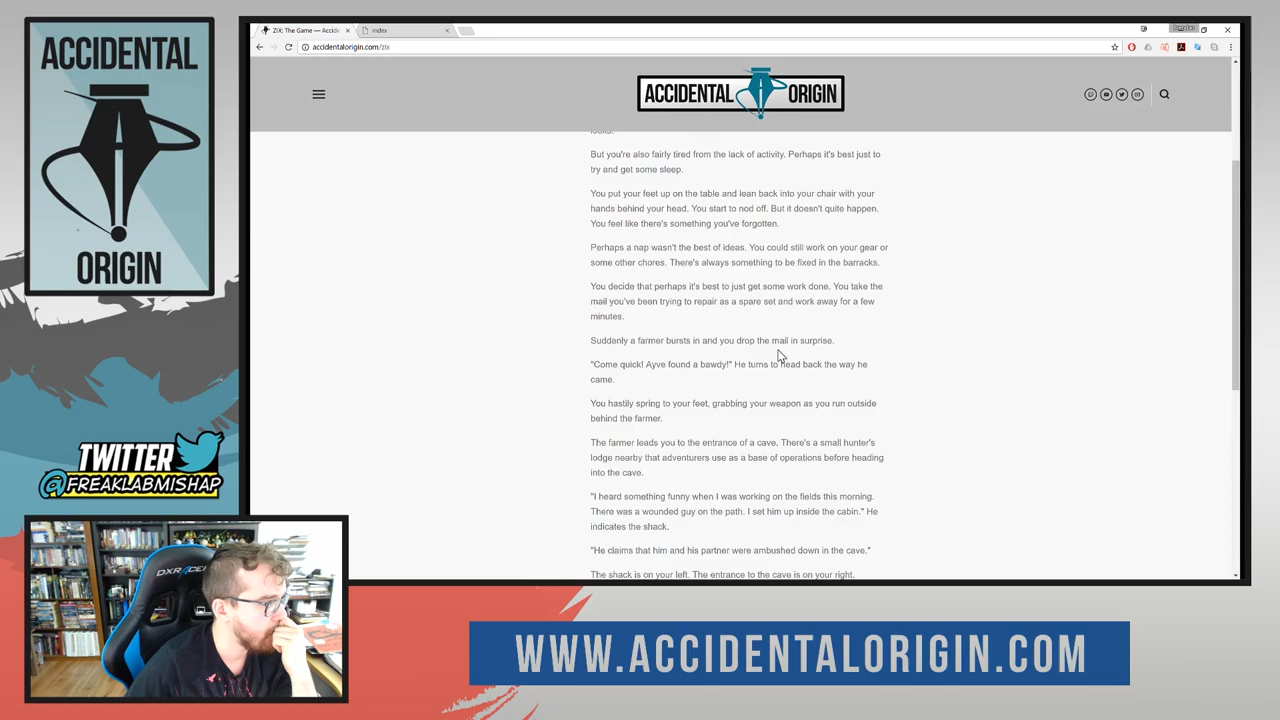 ACCIDENTAL
ORIGIN
ZIX: The Game — Accid
index
accidentalorigin.com/zix
ACCIDENTAL ORIGIN
looks.
But you're also fairly tired from the lack of activity. Perhaps it's best just to
try and get some sleep.
You put your feet up on the table and lean back into your chair with your
hands behind your head. You start to nod off. But it doesn't quite happen.
You feel like there's something you've forgotten.
Perhaps a nap wasn't the best of ideas. You could still work on your gear or
some other chores. There's always something to be fixed in the barracks.
You decide that perhaps it's best to just get some work done. You take the
mail you've been trying to repair as a spare set and work away for a few
minutes.
Suddenly a farmer bursts in and you drop the mail in surprise.
"Come quick! Ayve found a bawdy!" He turns to head back the way he
came.
You hastily spring to your feet, grabbing your weapon as you run outside
behind the farmer.
The farmer leads you to the entrance of a cave. There's a small hunter's
lodge nearby that adventurers use as a base of operations before heading
into the cave.
"I heard something funny when I was working on the fields this morning.
There was a wounded guy on the path. I set him up inside the cabin." He
indicates the shack.
"He claims that him and his partner were ambushed down in the cave."
The shack is on your left. The entrance to the cave is on your right.
TWITTER
@FREAKLABMISHAP
DXRACER
WWW.ACCIDENTALORIGIN.COM